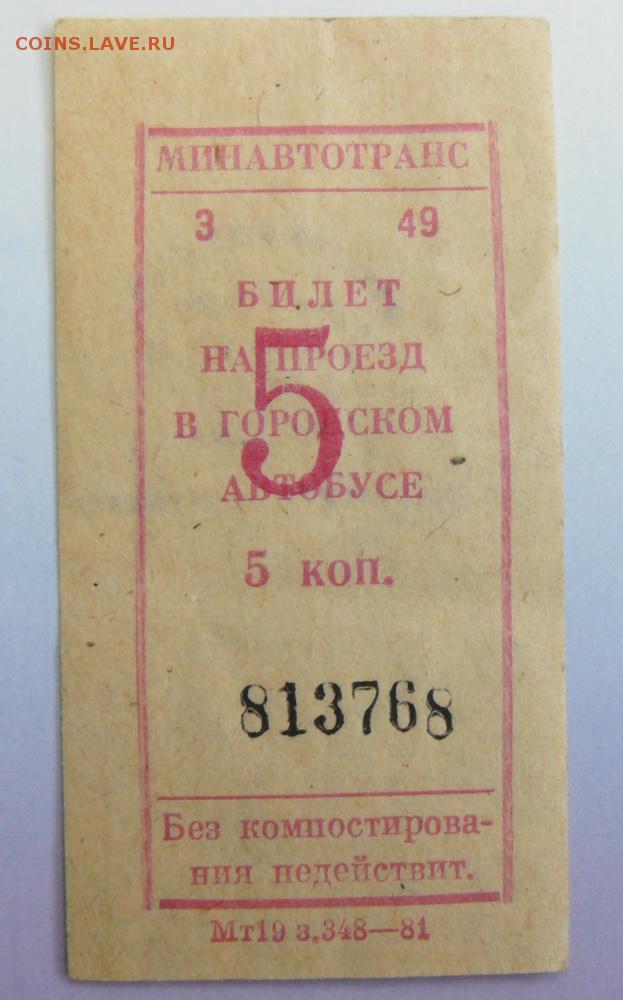 COINS.LAVE.RU
МИНАВТОТРАНС
3 49
БИЛЕТ
НА ПРОЕЗД
В ГОРОДСКОМ
АВТОБУСЕ
5
5 коп.
813768
Без компостирова-
ния недействит.
Мт19 з.348—81